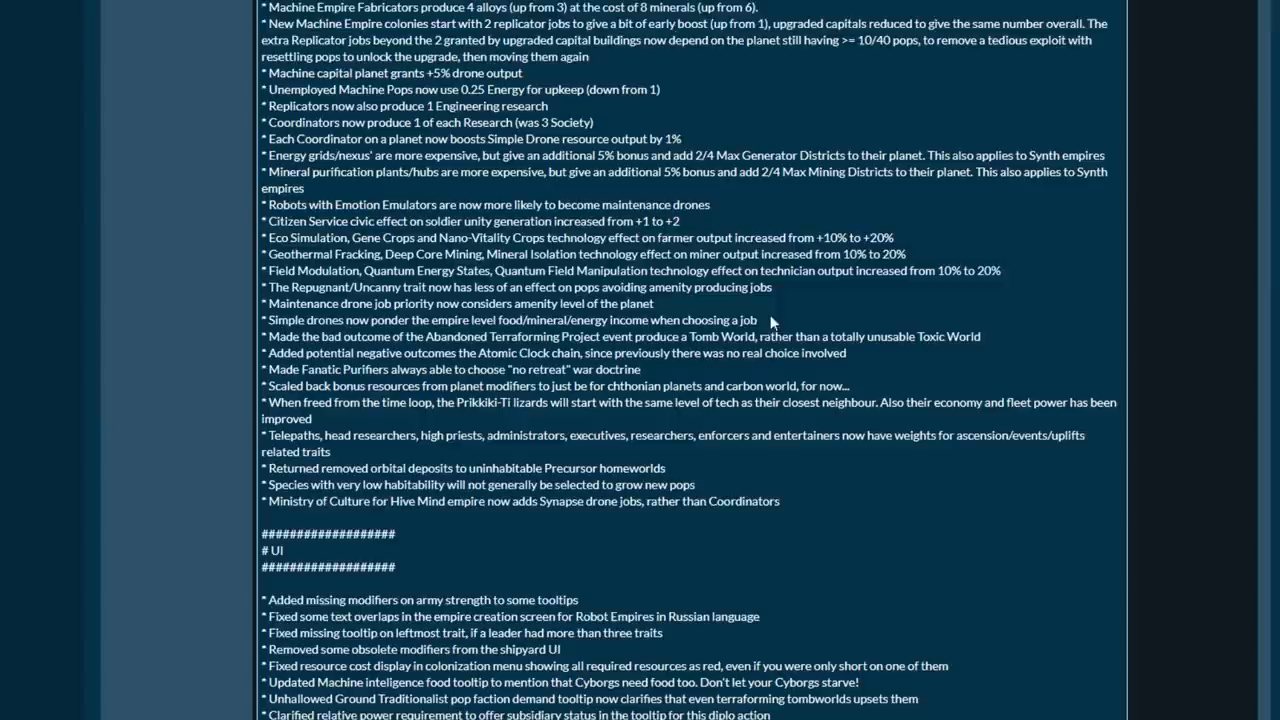 * Machine Empire Fabricators produce 4 alloys (up from 3) at the cost of 8 minerals (up from 6).
* New Machine Empire colonies start with 2 replicator jobs to give a bit of early boost (up from 1), upgraded capitals reduced to give the same number overall. The
extra Replicator jobs beyond the 2 granted by upgraded capital buildings now depend on the planet still having >= 10/40 pops, to remove a tedious exploit with
resettling pops to unlock the upgrade, then moving them again
* Machine capital planet grants +5% drone output
* Unemployed Machine Pops now use 0.25 Energy for upkeep (down from 1)
* Replicators now also produce 1 Engineering research
* Coordinators now produce 1 of each Research (was 3 Society)
* Each Coordinator on a planet now boosts Simple Drone resource output by 1%
* Energy grids/nexus' are more expensive, but give an additional 5% bonus and add 2/4 Max Generator Districts to their planet. This also applies to Synth empires
* Mineral purification plants/hubs are more expensive, but give an additional 5% bonus and add 2/4 Max Mining Districts to their planet. This also applies to Synth
empires
* Robots with Emotion Emulators are now more likely to become maintenance drones
* Citizen Service civic effect on soldier unity generation increased from +1 to +2
* Eco Simulation, Gene Crops and Nano-Vitality Crops technology effect on farmer output increased from +10% to +20%
* Geothermal Fracking, Deep Core Mining, Mineral Isolation technology effect on miner output increased from 10% to 20%
* Field Modulation, Quantum Energy States, Quantum Field Manipulation technology effect on technician output increased from 10% to 20%
* The Repugnant/Uncanny trait now has less of an effect on pops avoiding amenity producing jobs
* Maintenance drone job priority now considers amenity level of the planet
* Simple drones now ponder the empire level food/mineral/energy income when choosing a job
* Made the bad outcome of the Abandoned Terraforming Project event produce a Tomb World, rather than a totally unusable Toxic World
* Added potential negative outcomes the Atomic Clock chain, since previously there was no real choice involved
* Made Fanatic Purifiers always able to choose "no retreat" war doctrine
* Scaled back bonus resources from planet modifiers to just be for chthonian planets and carbon world, for now...
* When freed from the time loop, the Prikkiki-Ti lizards will start with the same level of tech as their closest neighbour. Also their economy and fleet power has been
improved
* Telepaths, head researchers, high priests, administrators, executives, researchers, enforcers and entertainers now have weights for ascension/events/uplifts
related traits
* Returned removed orbital deposits to uninhabitable Precursor homeworlds
* Species with very low habitability will not generally be selected to grow new pops
* Ministry of Culture for Hive Mind empire now adds Synapse drone jobs, rather than Coordinators
###################
# UI
###################
* Added missing modifiers on army strength to some tooltips
* Fixed some text overlaps in the empire creation screen for Robot Empires in Russian language
* Fixed missing tooltip on leftmost trait, if a leader had more than three traits
* Removed some obsolete modifiers from the shipyard UI
* Fixed resource cost display in colonization menu showing all required resources as red, even if you were only short on one of them
* Updated Machine inteligence food tooltip to mention that Cyborgs need food too. Don't let your Cyborgs starve!
* Unhallowed Ground Traditionalist pop faction demand tooltip now clarifies that even terraforming tombworlds upsets them
* Clarified relative power requirement to offer subsidiary status in the tooltip for this diplo action